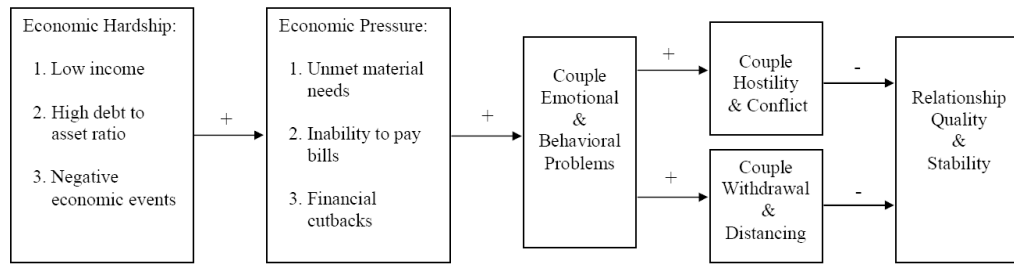 Economic Hardship:
1. Low income
2. High debt to
asset ratio
3. Negative
economic events
+
Economic Pressure:
1. Unmet material
needs
2. Inability to pay
bills
3. Financial
cutbacks
+
Couple
Emotional
&
Behavioral
Problems
+
Couple
Hostility
& Conflict
-
+
Couple
Withdrawal
&
Distancing
-
Relationship
Quality
&
Stability